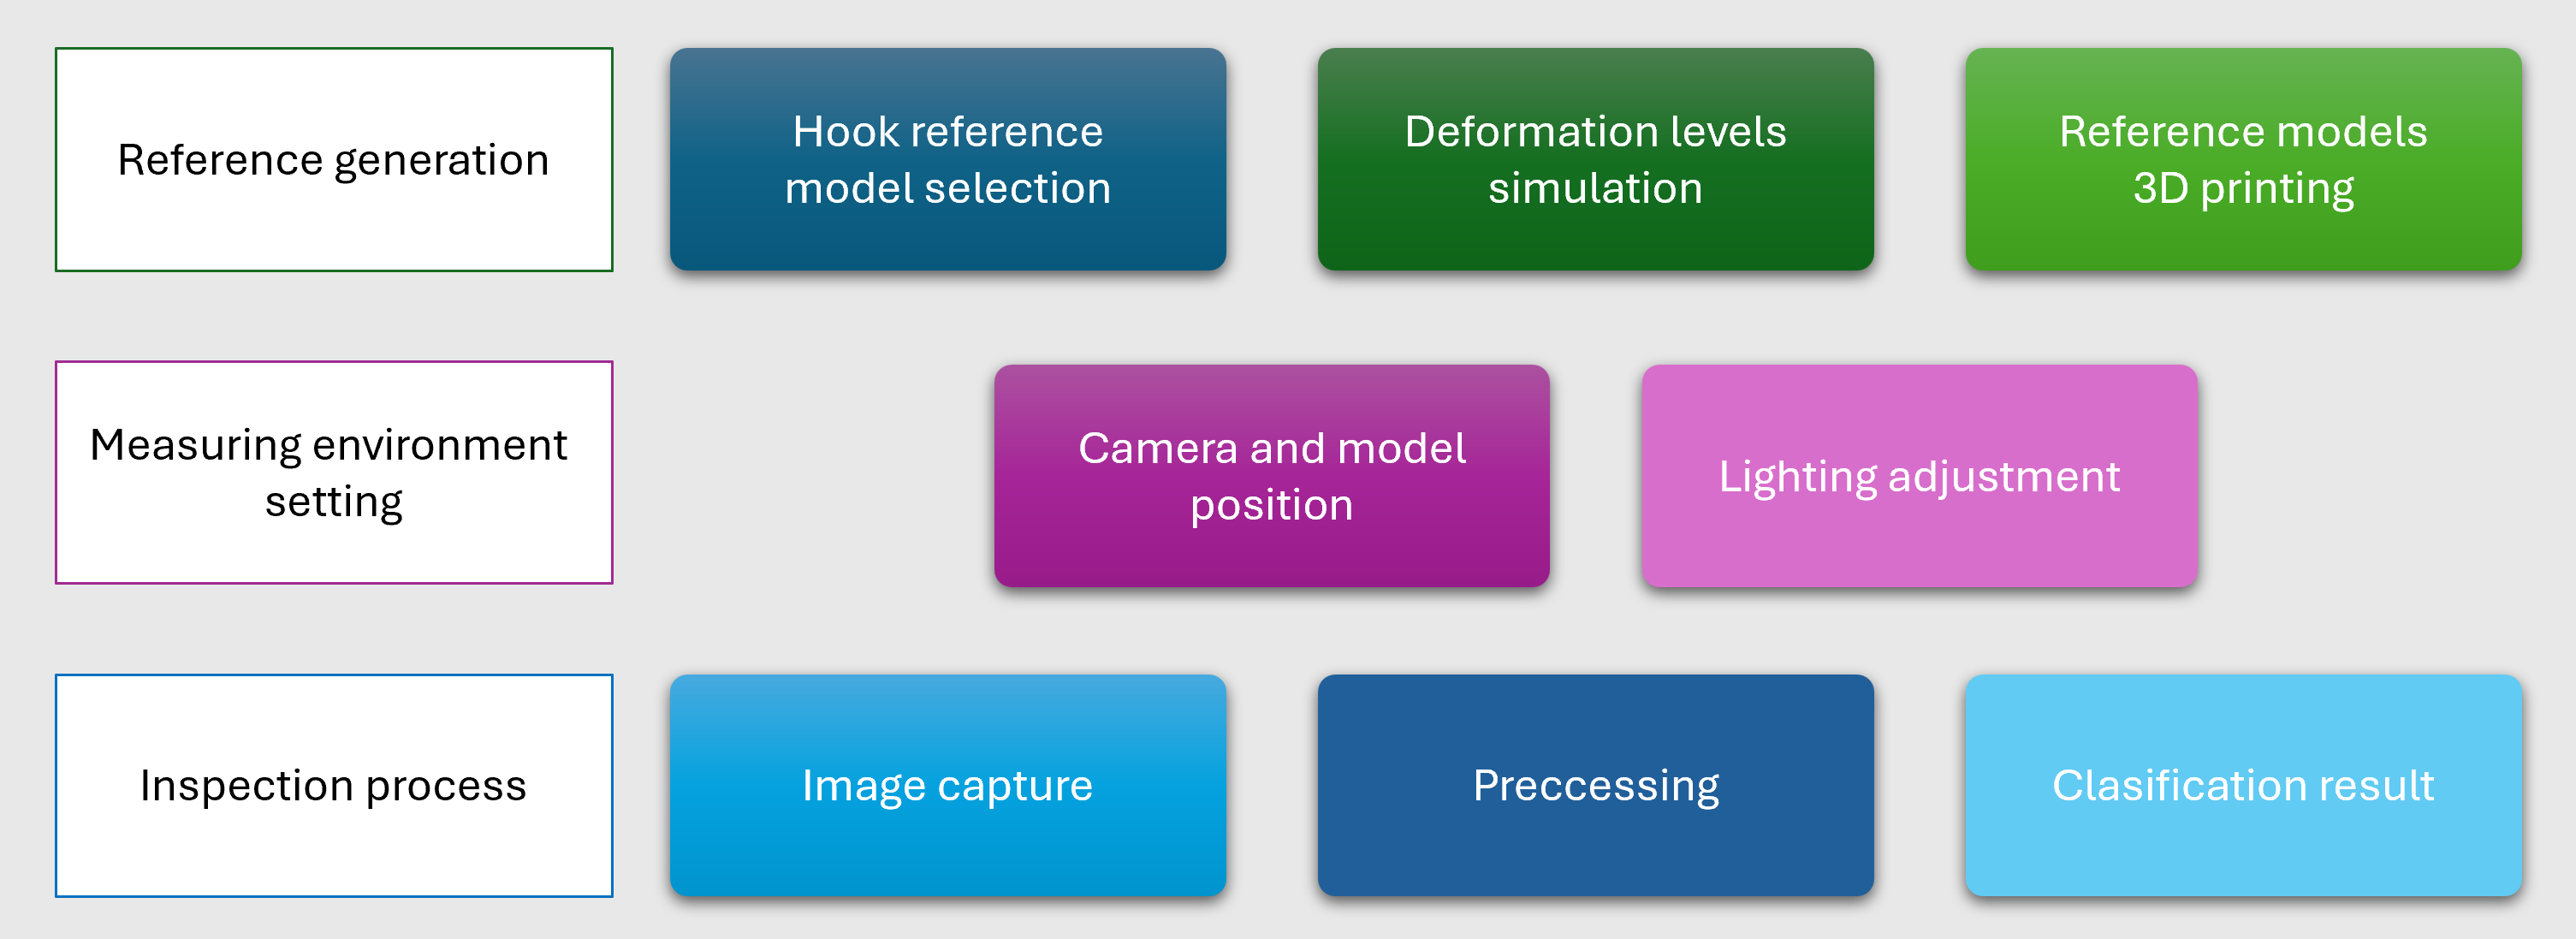 Reference generation
Hook reference
model selection
Deformation levels
simulation
Reference models
3D printing
Measuring environment
setting
Camera and model
position
Lighting adjustment
Inspection process
Image capture
Preccessing
Clasification result